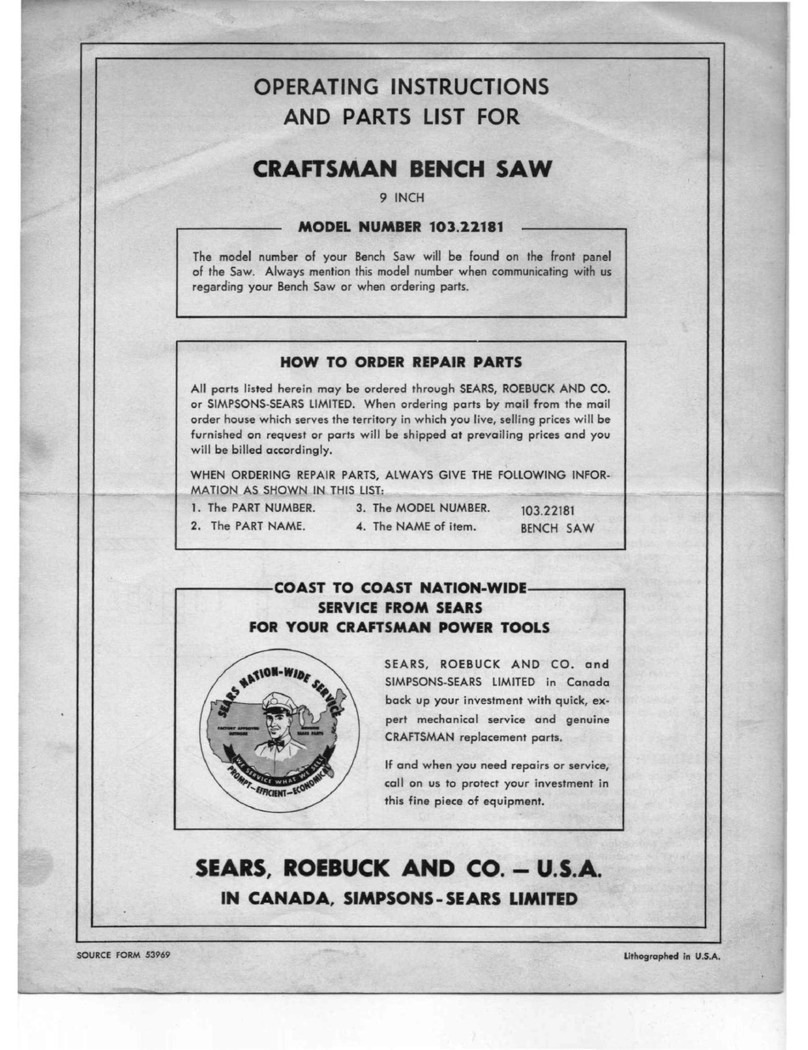 OPERATING INSTRUCTIONS
AND PARTS LIST FOR
CRAFTSMAN BENCH SAW
9 INCH
MODEL NUMBER 103.22181
The model number of your Bench Saw will be found on the front panel
of the Saw. Always mention this model number when communicating with us
regarding your Bench Saw or when ordering parts.
HOW TO ORDER REPAIR PARTS
All parts listed herein may be ordered through SEARS, ROEBUCK AND CO.
or SIMPSONS-SEARS LIMITED. When ordering parts by mail from the mail
order house which serves the territory in which you live, selling prices will be
furnished on request or parts will be shipped at prevailing prices and you
will be billed accordingly.
WHEN ORDERING REPAIR PARTS, ALWAYS GIVE THE FOLLOWING INFOR-
MATION AS SHOWN IN THIS LIST:
1. The PART NUMBER. 3. The MODEL NUMBER. 103.22181
2. The PART NAME. 4. The NAME of item. BENCH SAW
COAST TO COAST NATION-WIDE
SERVICE FROM SEARS
FOR YOUR CRAFTSMAN POWER TOOLS
SEARS NATION-WIDE SERVICE
WE SERVICE WHAT WE SELL
PROMPT-EFFICIENT-ECONOMICAL
SEARS, ROEBUCK AND CO. and
SIMPSONS-SEARS LIMITED in Canada
back up your investment with quick, ex-
pert mechanical service and genuine
CRAFTSMAN replacement parts.
If and when you need repairs or service,
call on us to protect your investment in
this fine piece of equipment.
SEARS, ROEBUCK AND CO. – U.S.A.
IN CANADA, SIMPSONS-SEARS LIMITED
SOURCE FORM 53969
Lithographed in U.S.A.